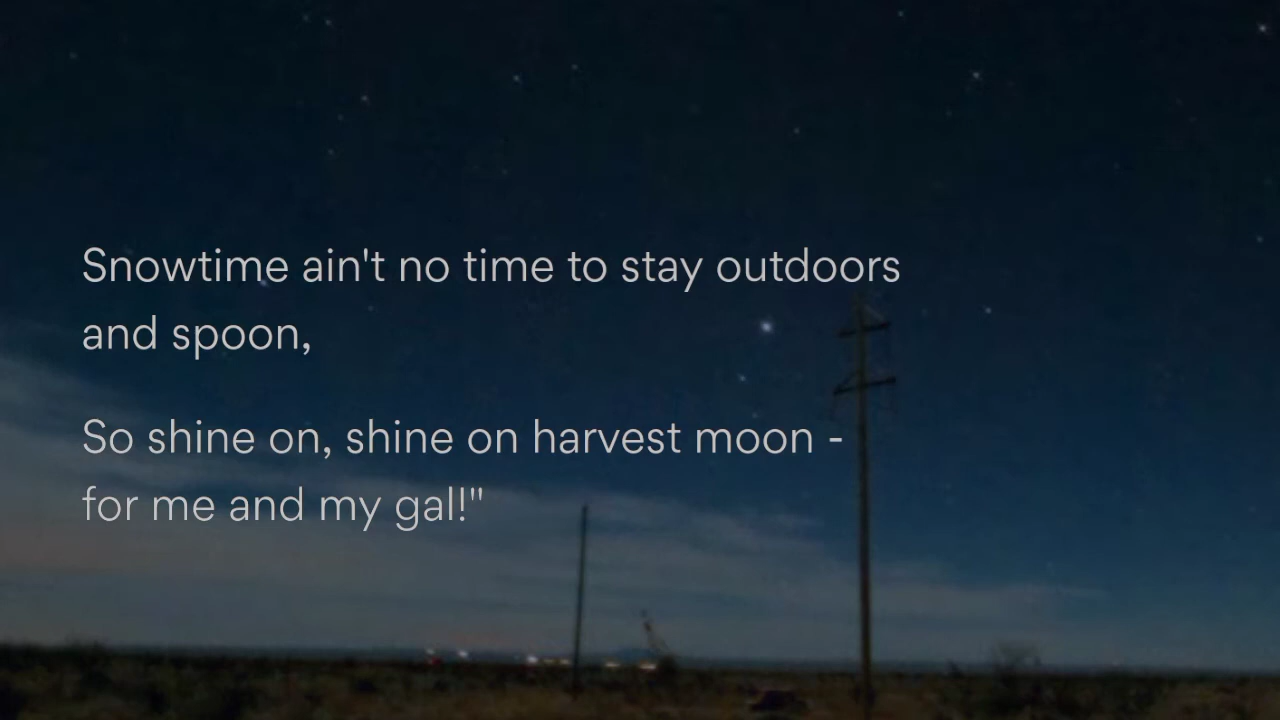 Snowtime ain't no time to stay outdoors
and spoon,
So shine on, shine on harvest moon -
for me and my gal!"